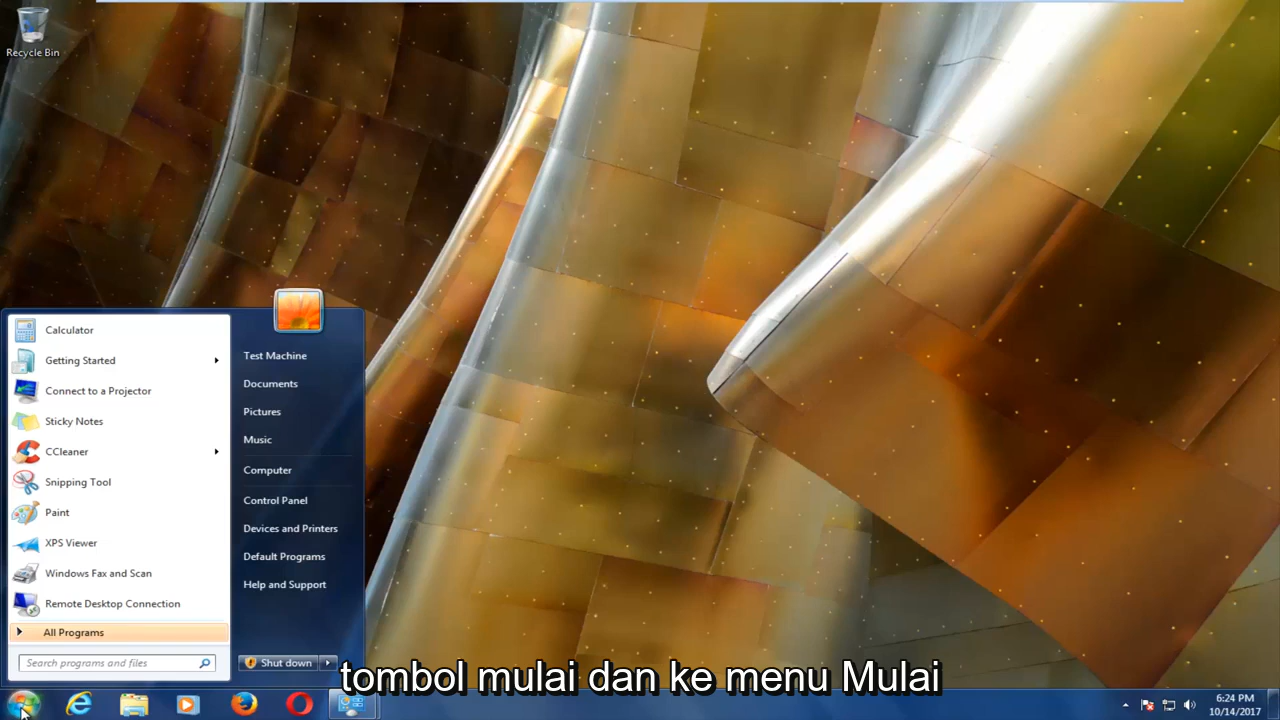 Recycle Bin
Calculator
Getting Started
Connect to a Projector
Sticky Notes
CCleaner
Snipping Tool
Paint
XPS Viewer
Windows Fax and Scan
Remote Desktop Connection
All Programs
Search programs and files
Test Machine
Documents
Pictures
Music
Computer
Control Panel
Devices and Printers
Default Programs
Help and Support
Shut down
tombol mulai dan ke menu Mulai
6:24 PM
10/14/2017